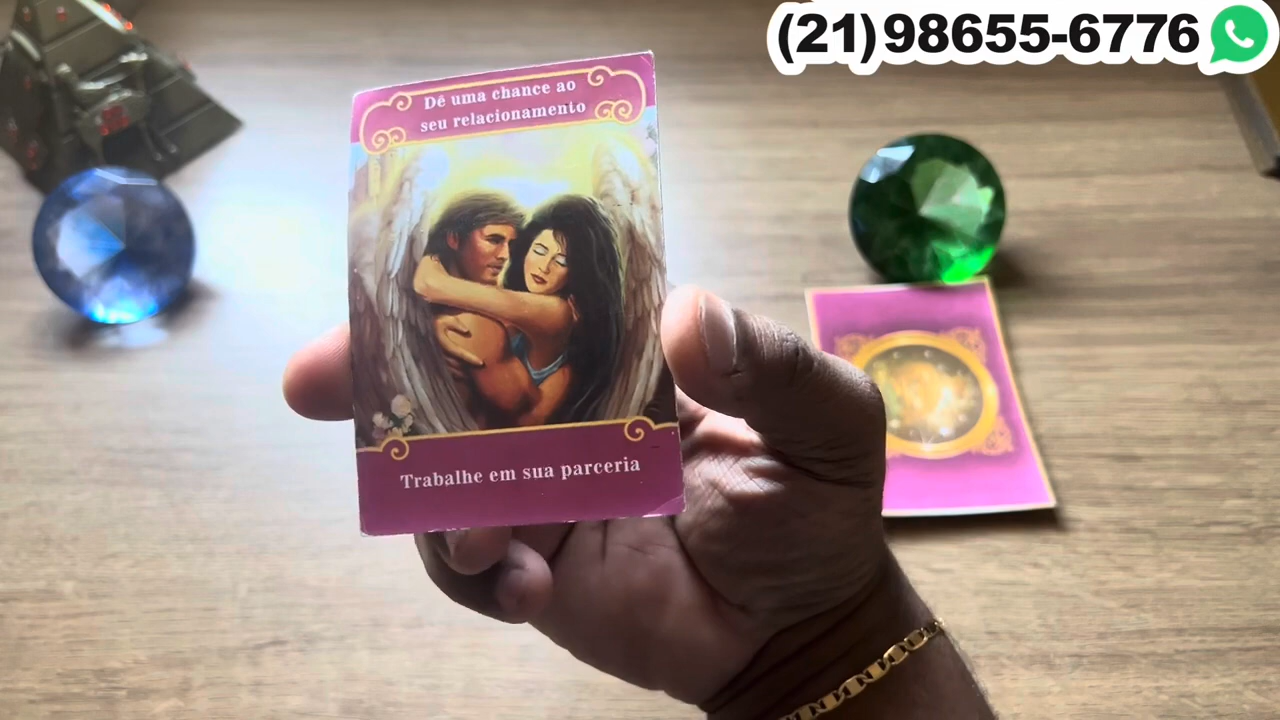 (21)98655-6776
Dê uma chance ao
seu relacionamento
Trabalhe em sua parceria